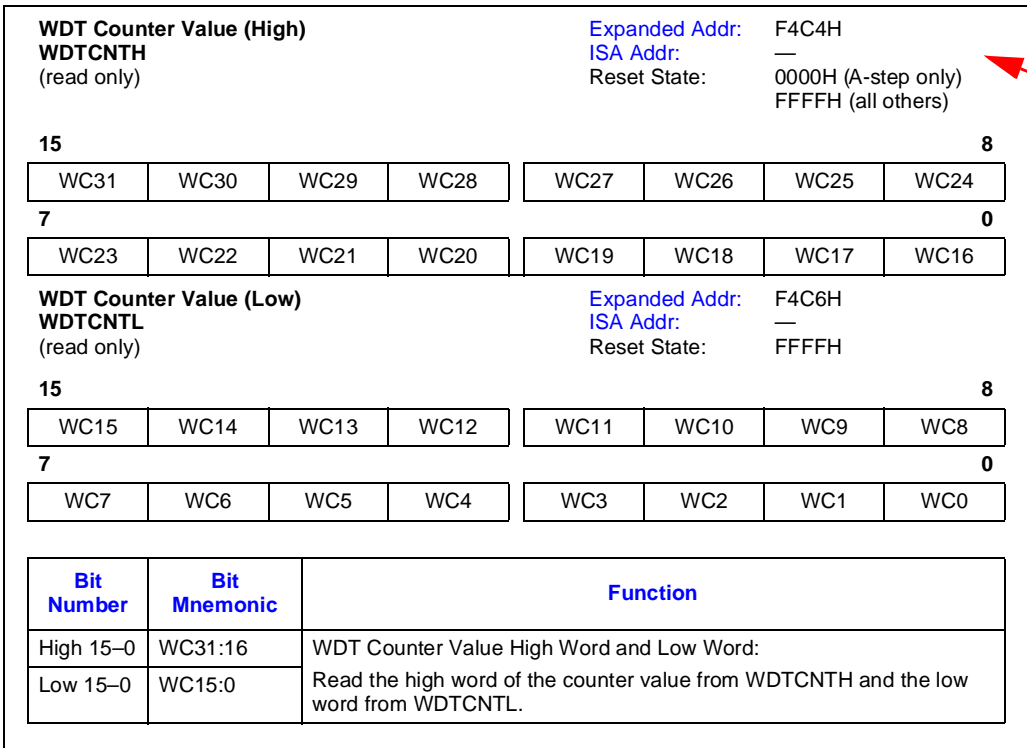 WDT Counter Value (High) Expanded Addr: F4C4H
WDTCNTH ISA Addr: —
(read only) Reset State: 0000H (A-step only)
FFFFH (all others)
15 8
WC31 WC30 WC29 WC28 WC27 WC26 WC25 WC24
7 0
WC23 WC22 WC21 WC20 WC19 WC18 WC17 WC16
WDT Counter Value (Low) Expanded Addr: F4C6H
WDTCNTL ISA Addr: —
(read only) Reset State: FFFFH
15 8
WC15 WC14 WC13 WC12 WC11 WC10 WC9 WC8
7 0
WC7 WC6 WC5 WC4 WC3 WC2 WC1 WC0
Bit Number Bit Mnemonic Function
High 15–0 WC31:16 WDT Counter Value High Word and Low Word:
Low 15–0 WC15:0 Read the high word of the counter value from WDTCNTH and the low
word from WDTCNTL.